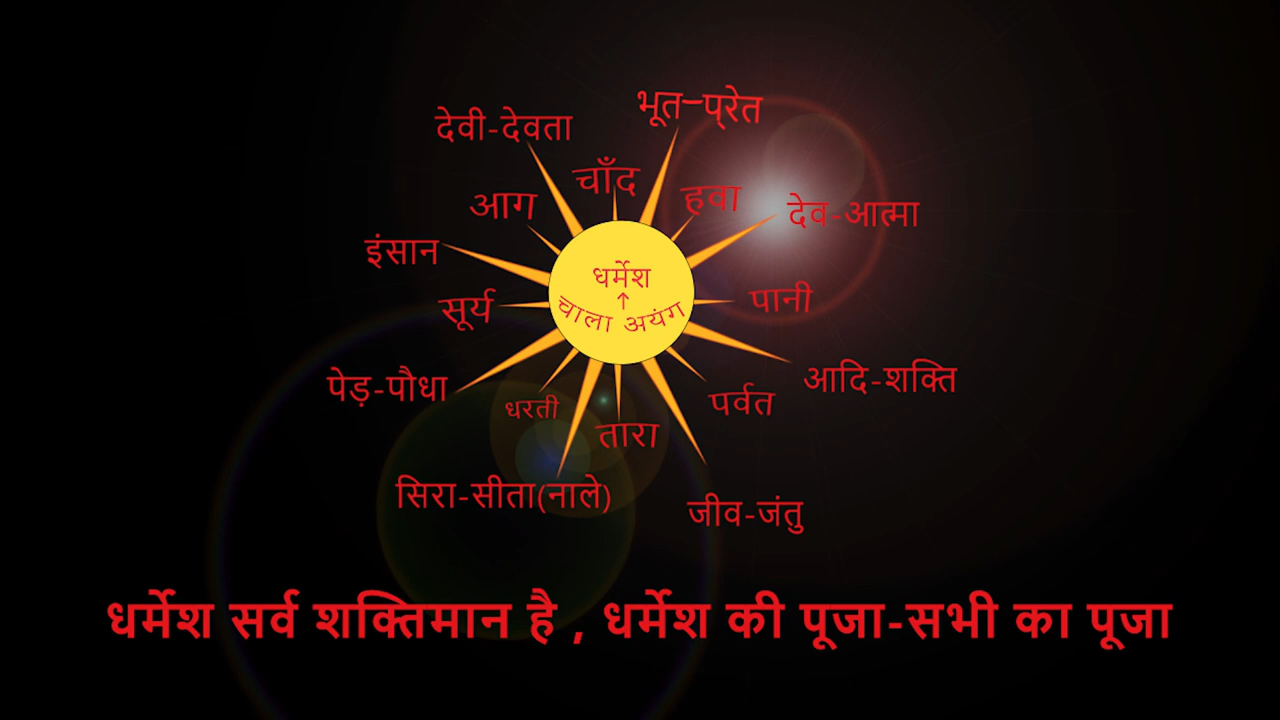 भूत-प्रेत
देवी-देवता
चाँद
आग
हवा
देव-आत्मा
इंसान
धर्मेश
↑
चाला अयंग
सूर्य
पानी
पेड़-पौधा
आदि-शक्ति
धरती
पर्वत
तारा
सिरा-सीता(नाले)
जीव-जंतु
धर्मेश सर्व शक्तिमान है , धर्मेश की पूजा-सभी का पूजा